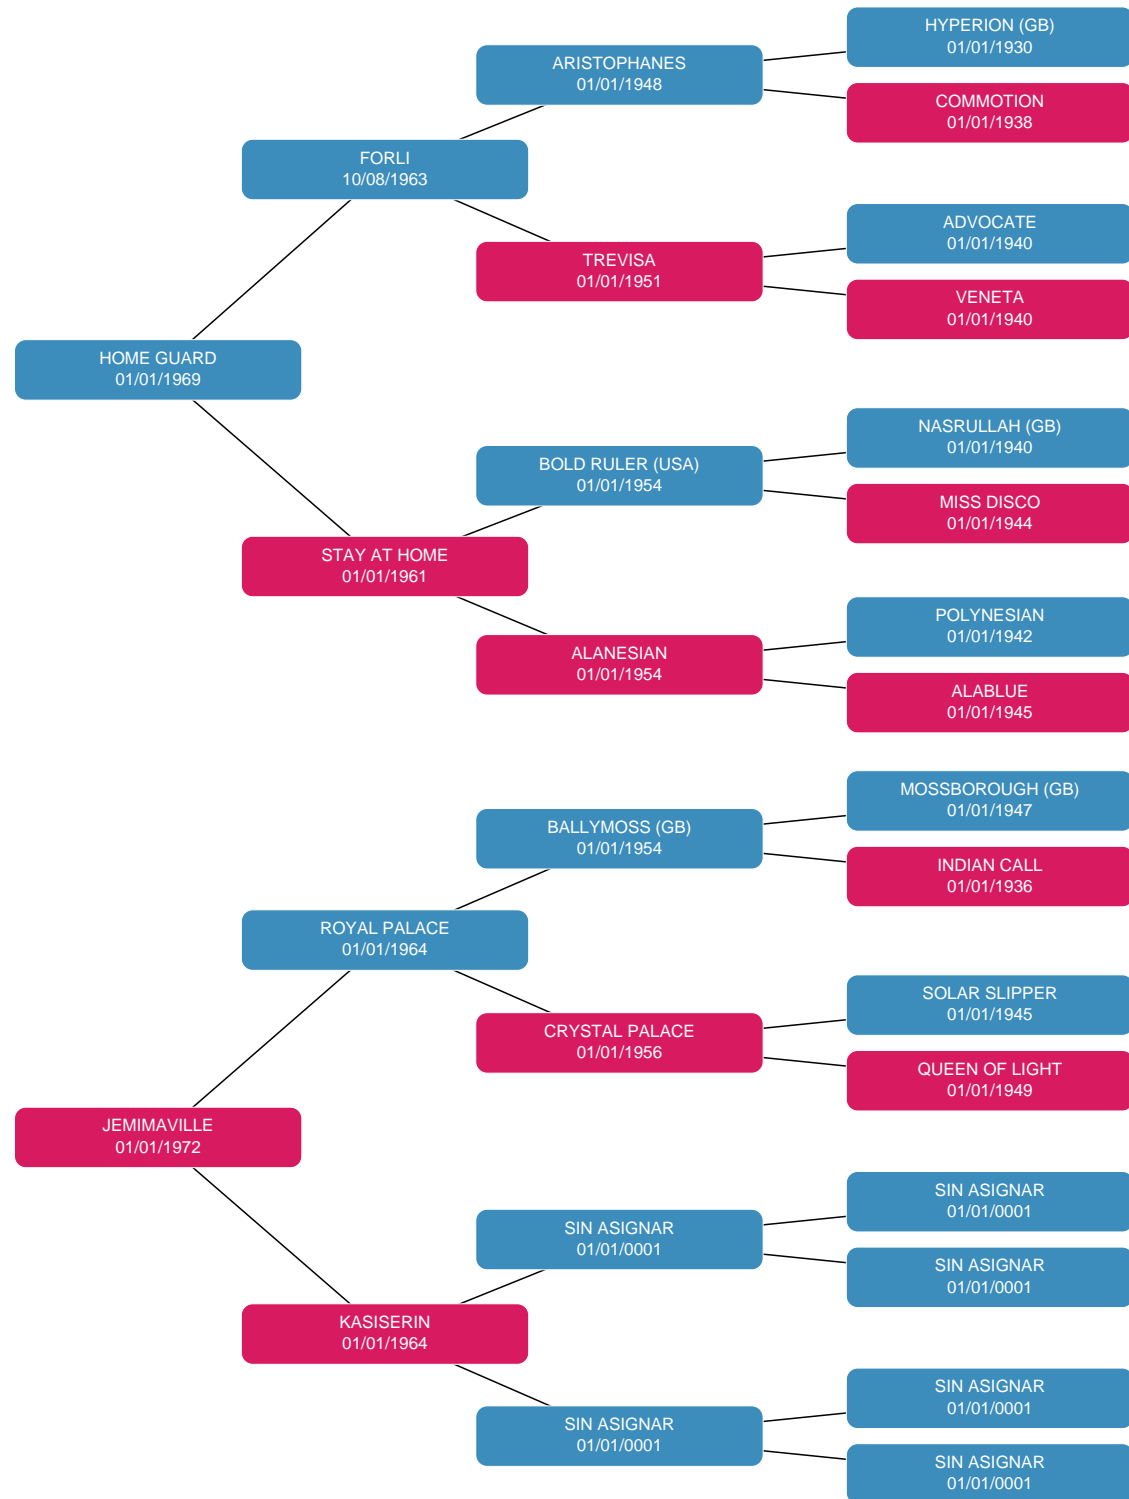 HYPERION (GB)
01/01/1930
ARISTOPHANES
01/01/1948
COMMOTION
01/01/1938
FORLI
10/08/1963
ADVOCATE
01/01/1940
TREVISA
01/01/1951
VENETA
01/01/1940
HOME GUARD
01/01/1969
NASRULLAH (GB)
01/01/1940
BOLD RULER (USA)
01/01/1954
MISS DISCO
01/01/1944
STAY AT HOME
01/01/1961
POLYNESIAN
01/01/1942
ALANESIAN
01/01/1954
ALABLUE
01/01/1945
MOSSBOROUGH (GB)
01/01/1947
BALLYMOSS (GB)
01/01/1954
INDIAN CALL
01/01/1936
ROYAL PALACE
01/01/1964
SOLAR SLIPPER
01/01/1945
CRYSTAL PALACE
01/01/1956
QUEEN OF LIGHT
01/01/1949
JEMIMAVILLE
01/01/1972
SIN ASIGNAR
01/01/0001
SIN ASIGNAR
01/01/0001
SIN ASIGNAR
01/01/0001
KASISERIN
01/01/1964
SIN ASIGNAR
01/01/0001
SIN ASIGNAR
01/01/0001
SIN ASIGNAR
01/01/0001